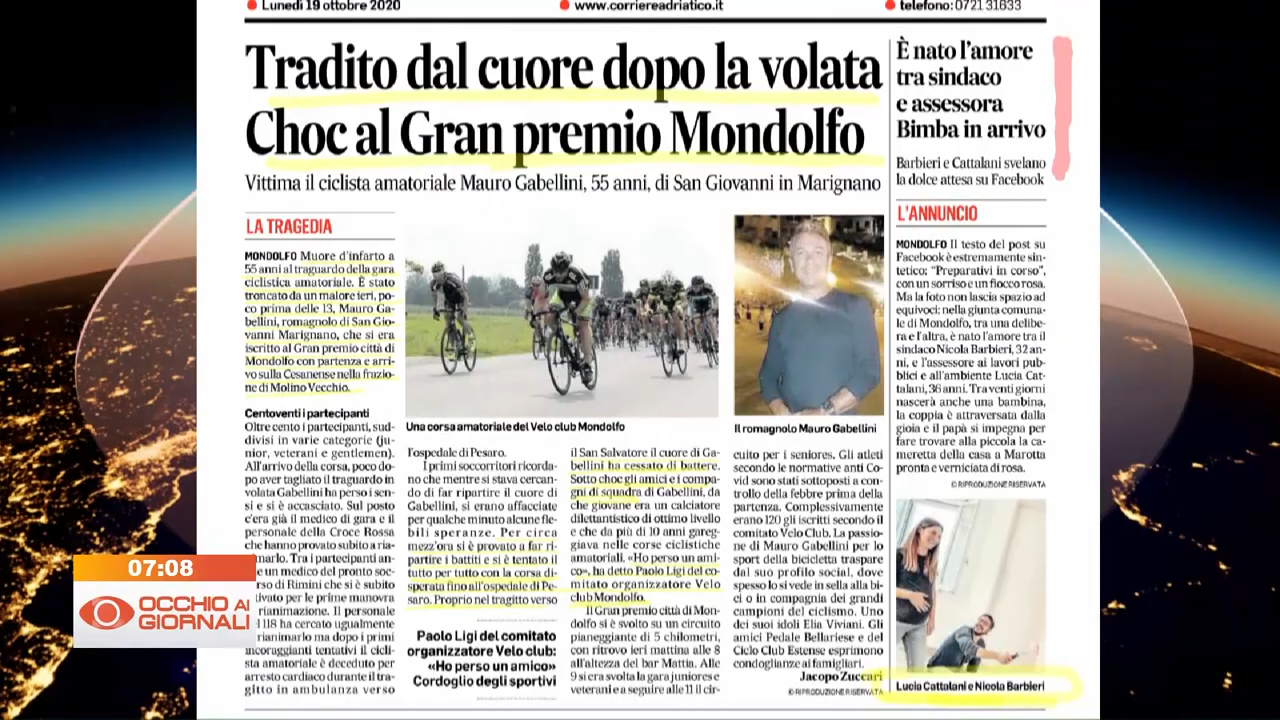 Lunedì 19 ottobre 2020
www.corriereadriatico.it
telefono: 0721 31633
Tradito dal cuore dopo la volata
Choc al Gran premio Mondolfo
Vittima il ciclista amatoriale Mauro Gabellini, 55 anni, di San Giovanni in Marignano
LA TRAGEDIA
MONDOLFO Muore d'infarto a
55 anni al traguardo della gara
ciclistica amatoriale. È stato
troncato da un malore ieri, po-
co prima delle 13, Mauro Ga-
bellini, romagnolo di San Gio-
vanni Marignano, che si era
iscritto al Gran premio città di
Mondolfo con partenza e arri-
vo sulla Cesanense nella frazio-
ne di Molino Vecchio.
Centoventi i partecipanti
Oltre cento i partecipanti, sud-
divisi in varie categorie (ju-
nior, veterani e gentlemen).
All'arrivo della corsa, poco do-
po aver tagliato il traguardo in
volata Gabellini ha perso i sen-
si e si è accasciato. Sul posto
c'era già il medico di gara e il
personale della Croce Rossa
che hanno provato subito a ria-
marlo. Tra i partecipanti an-
e un medico del pronto soc-
rso di Rimini che si è subito
tivato per le prime manovra
rianimazione. Il personale
l 118 ha cercato ugualmente
rianimarlo ma dopo i primi
incoraggianti tentativi il cicli-
sta amatoriale è deceduto per
arresto cardiaco durante il tra-
gitto in ambulanza verso
Una corsa amatoriale del Velo club Mondolfo
l'ospedale di Pesaro.
I primi soccorritori ricorda-
no che mentre si stava cercan-
do di far ripartire il cuore di
Gabellini, si erano affacciate
per qualche minuto alcune fle-
bili speranze. Per circa
mezz'ora si è provato a far ri-
partire i battiti e si è tentato il
tutto per tutto con la corsa di-
sperata fino all'ospedale di Pe-
saro. Proprio nel tragitto verso
Paolo Ligi del comitato
organizzatore Velo club:
«Ho perso un amico»
Cordoglio degli sportivi
il San Salvatore il cuore di Ga-
bellini ha cessato di battere.
Sotto choc gli amici e i compa-
gni di squadra di Gabellini, da
che giovane era un calciatore
dilettantistico di ottimo livello
e che da più di 10 anni gareg-
giava nelle corse ciclistiche
amatoriali. «Ho perso un ami-
co», ha detto Paolo Ligi del co-
mitato organizzatore Velo
club Mondolfo.
Il Gran premio città di Mon-
dolfo si è svolto su un circuito
pianeggiante di 5 chilometri,
con ritrovo ieri mattina alle 8
all'altezza del bar Mattia. Alle
9 si era svolta la gara juniores e
veterani e a seguire alle 11 il cir-
Il romagnolo Mauro Gabellini
cuito per i seniores. Gli atleti
secondo le normative anti Co-
vid sono stati sottoposti a con-
trollo della febbre prima della
partenza. Complessivamente
erano 120 gli iscritti secondo il
comitato Velo Club. La passio-
ne di Mauro Gabellini per lo
sport della bicicletta traspare
dal suo profilo social, dove
spesso lo si vede in sella alla bi-
ci o in compagnia dei grandi
campioni del ciclismo. Uno
dei suoi idoli Elia Viviani. Gli
amici Pedale Bellariese e del
Ciclo Club Estense esprimono
condoglianze ai famigliari.
Jacopo Zuccari
© RIPRODUZIONE RISERVATA
È nato l'amore
tra sindaco
e assessora
Bimba in arrivo
Barbieri e Cattalani svelano
la dolce attesa su Facebook
L'ANNUNCIO
MONDOLFO Il testo del post su
Facebook è estremamente sin-
tetico: "Preparativi in corso",
con un sorriso e un fiocco rosa.
Ma la foto non lascia spazio ad
equivoci: nella giunta comuna-
le di Mondolfo, tra una delibe-
ra e l'altra, è nato l'amore tra il
sindaco Nicola Barbieri, 32 an-
ni, e l'assessore ai lavori pub-
blici e all'ambiente Lucia Cat-
talani, 36 anni. Tra venti giorni
nascerà anche una bambina,
la coppia è attraversata dalla
gioia e il papà si impegna per
fare trovare alla piccola la ca-
meretta della casa a Marotta
pronta e verniciata di rosa.
© RIPRODUZIONE RISERVATA
Lucia Cattalani e Nicola Barbieri
07:08
OCCHIO AI
GIORNALI